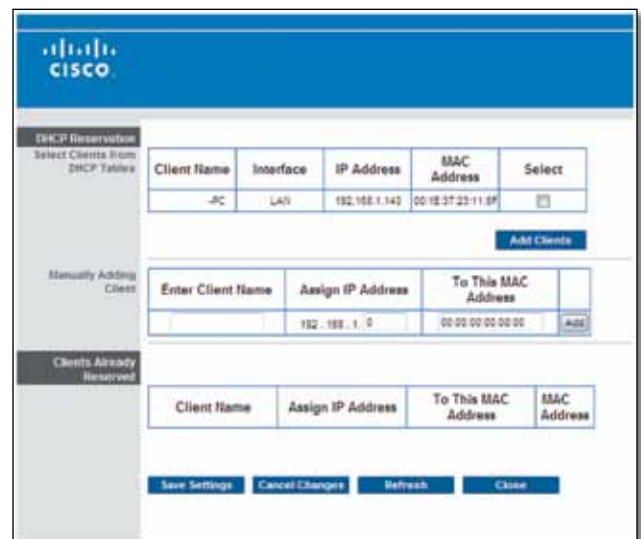 CISCO
DHCP Reservation
Select Clients from
DHCP Tables
Client Name Interface IP Address MAC Address Select
-PC LAN 192.168.1.143
Add Clients
Manually Adding
Client
Enter Client Name Assign IP Address To This MAC Address
192 . 168 . 1. 0 00:00:00:00:00:00 Add
Clients Already
Reserved
Client Name Assign IP Address To This MAC Address MAC Address
Save Settings Cancel Changes Refresh Close